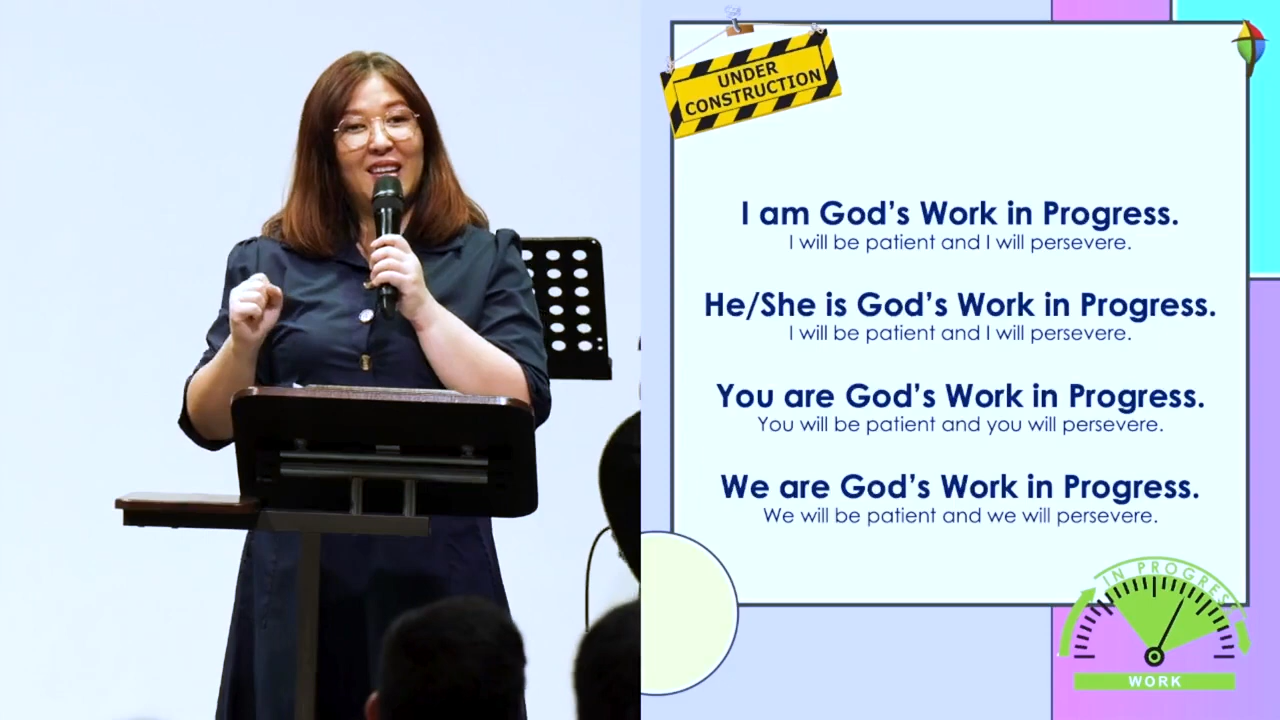 UNDER
CONSTRUCTION
I am God’s Work in Progress.
I will be patient and I will persevere.
He/She is God’s Work in Progress.
I will be patient and I will persevere.
You are God’s Work in Progress.
You will be patient and you will persevere.
We are God’s Work in Progress.
We will be patient and we will persevere.
IN PROGRESS
WORK